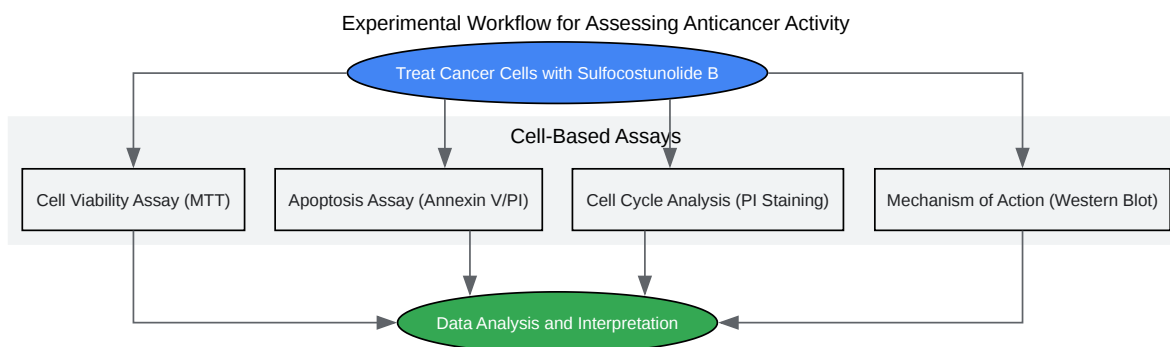 Experimental Workflow for Assessing Anticancer Activity
Treat Cancer Cells with Sulfocostunolide B
Cell-Based Assays
Cell Viability Assay (MTT)
Apoptosis Assay (Annexin V/PI)
Cell Cycle Analysis (PI Staining)
Mechanism of Action (Western Blot)
Data Analysis and Interpretation